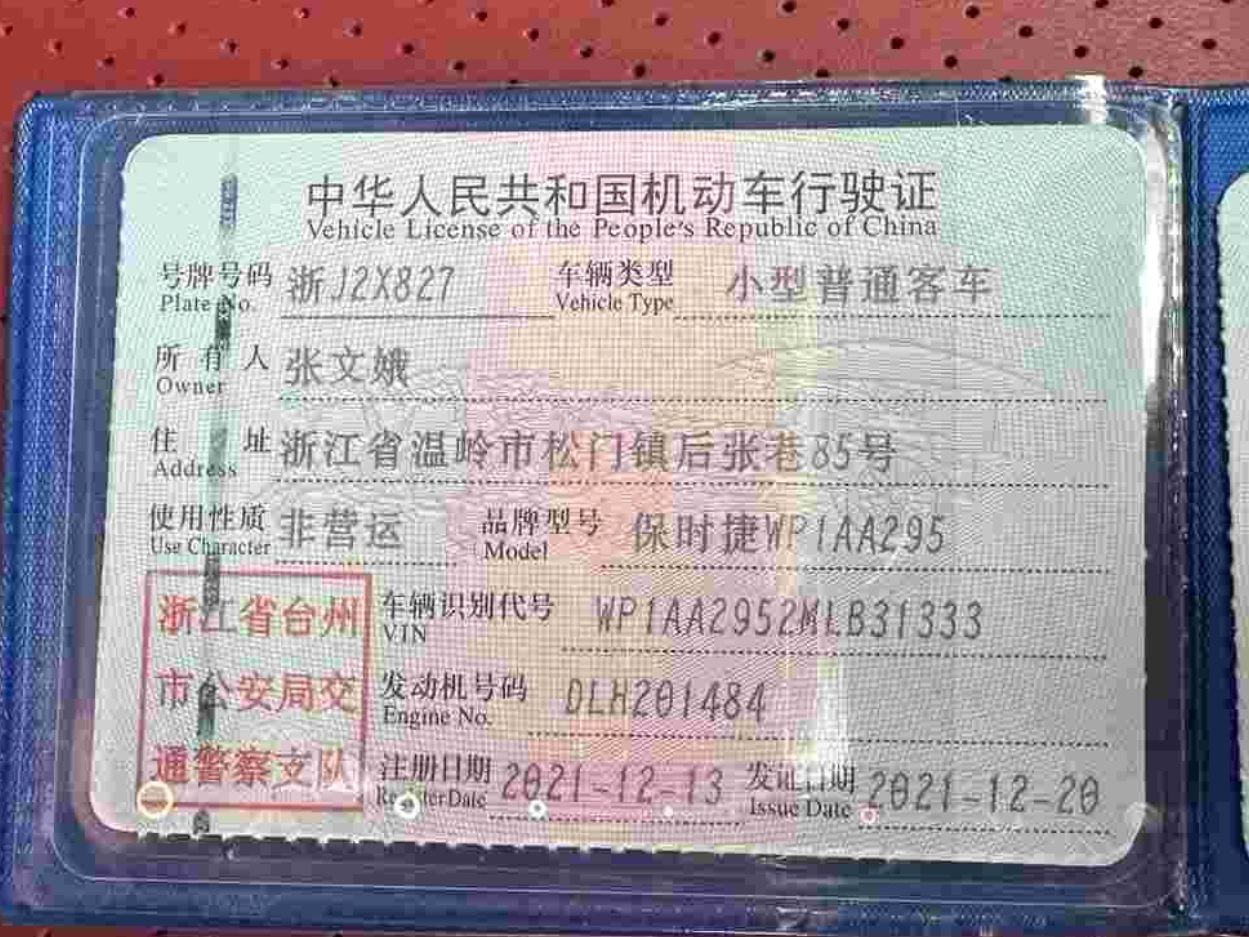 中华人民共和国机动车行驶证
Vehicle License of the People's Republic of China
号牌号码 浙J2X827 车辆类型 小型普通客车
Plate No. Vehicle Type
所有人 张文娥
Owner
住址 浙江省温岭市松门镇后张巷85号
Address
使用性质 非营运 品牌型号 保时捷WP1AA295
Use Character Model
浙江省台州 车辆识别代号 WP1AA2952MLB31333
VIN
市公安局交 发动机号码 DLH201484
Engine No.
通警察支队 注册日期 2021-12-13 发证日期 2021-12-20
Register Date Issue Date